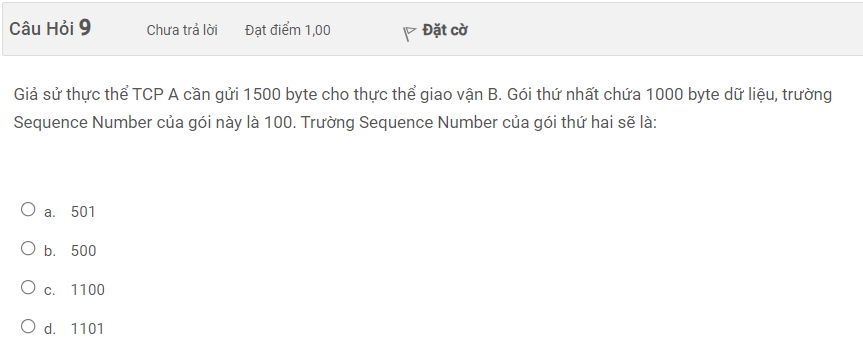 Câu Hỏi 9 Chưa trả lời Đạt điểm 1,00 Đặt cờ
Giả sử thực thể TCP A cần gửi 1500 byte cho thực thể giao vận B. Gói thứ nhất chứa 1000 byte dữ liệu, trường
Sequence Number của gói này là 100. Trường Sequence Number của gói thứ hai sẽ là:
a. 501
b. 500
c. 1100
d. 1101